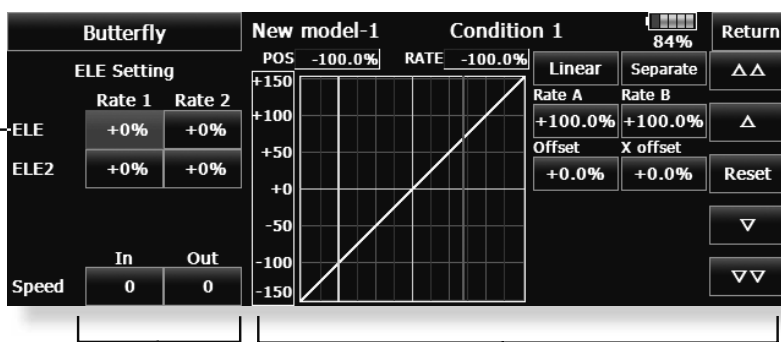 Butterfly New model-1 Condition 1 84% Return
ELE Setting POS -100.0% RATE -100.0% Linear Separate
Rate 1 Rate 2 Rate A Rate B
ELE +0% +0% +100.0% +100.0%
Offset X offset
ELE2 +0% +0% +0.0% +0.0% Reset
+150
+100
+50
+0
-50
-100
-150
In Out
Speed 0 0